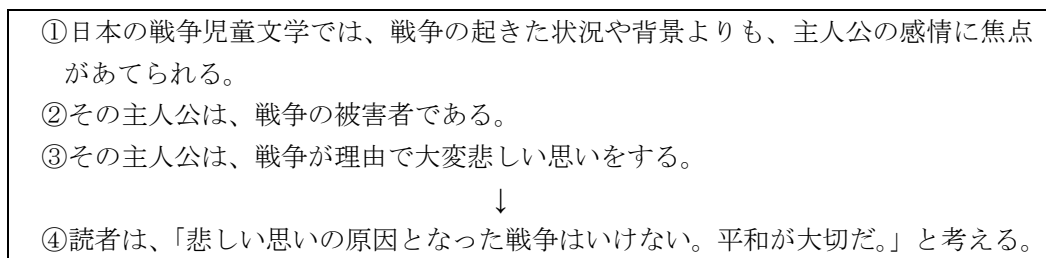 ①日本の戦争児童文学では、戦争の起きた状況や背景よりも、主人公の感情に焦点
があてられる。
②その主人公は、戦争の被害者である。
③その主人公は、戦争が理由で大変悲しい思いをする。
↓
④読者は、「悲しい思いの原因となった戦争はいけない。平和が大切だ。」と考える。